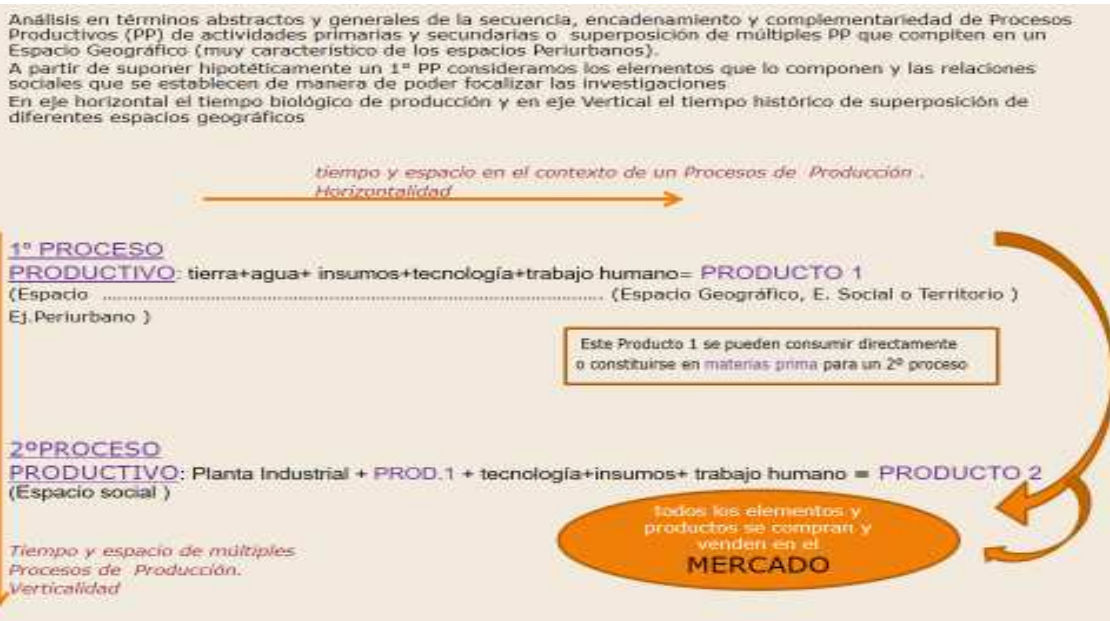 Análisis en términos abstractos y generales de la secuencia, encadenamiento y complementariedad de Procesos
Productivos (PP) de actividades primarias y secundarias o superposición de múltiples PP que compiten en un
Espacio Geográfico (muy característico de los espacios Periurbanos).
A partir de suponer hipotéticamente un 1° PP consideramos los elementos que lo componen y las relaciones
sociales que se establecen de manera de poder focalizar las investigaciones
En eje horizontal el tiempo biológico de producción y en eje Vertical el tiempo histórico de superposición de
diferentes espacios geográficos
tiempo y espacio en el contexto de un Procesos de Producción .
Horizontalidad
1° PROCESO
PRODUCTIVO: tierra+agua+ insumos+tecnología+trabajo humano= PRODUCTO 1
(Espacio .................................................................................................. (Espacio Geográfico, E. Social o Territorio )
Ej.Periurbano )
Este Producto 1 se pueden consumir directamente
o constituirse en materias prima para un 2º proceso
2ºPROCESO
PRODUCTIVO: Planta Industrial + PROD.1 + tecnología+insumos+ trabajo humano = PRODUCTO 2
(Espacio social )
todos los elementos y
productos se compran y
venden en el
MERCADO
Tiempo y espacio de múltiples
Procesos de Producción.
Verticalidad